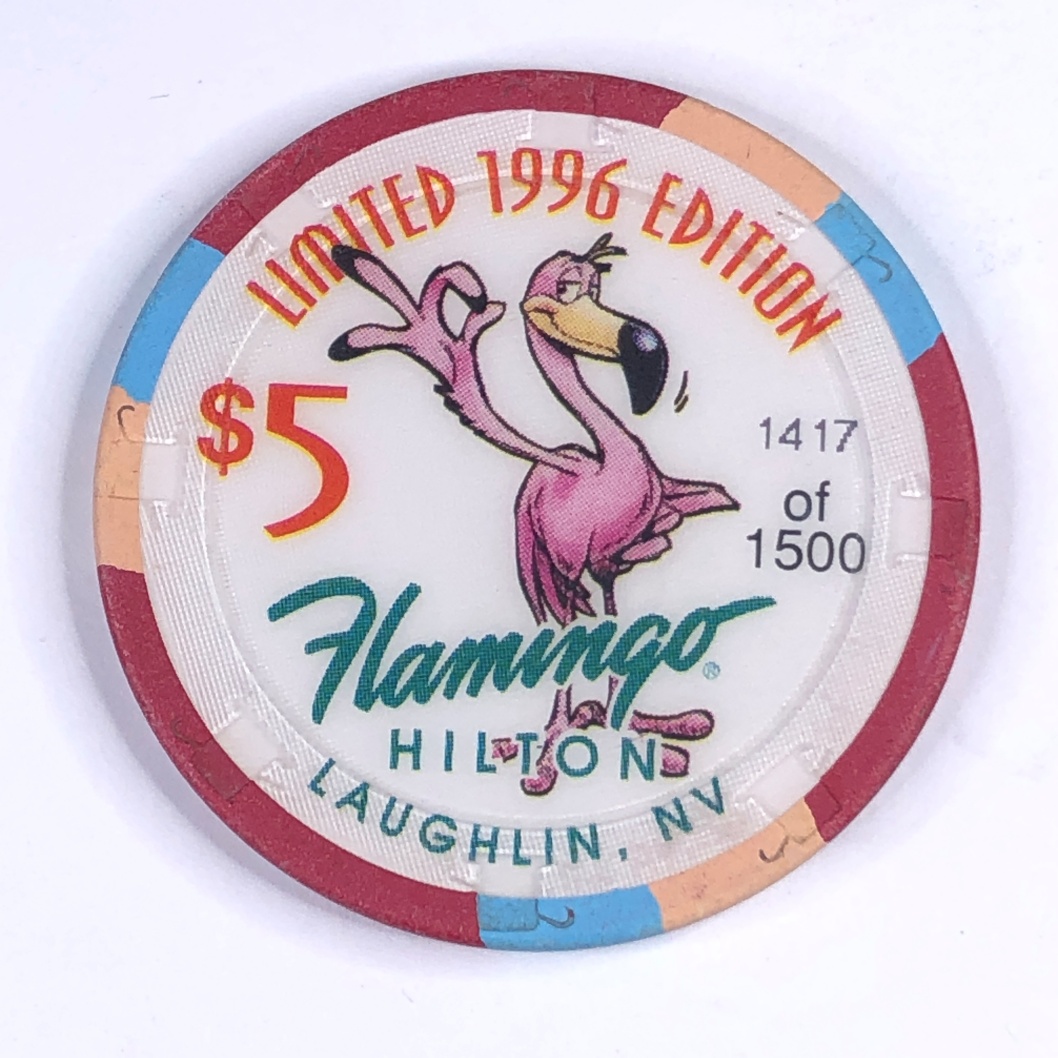 LIMITED 1996 EDITION
$5
1417
of
1500
Flamingo®
HILTON
LAUGHLIN, NV